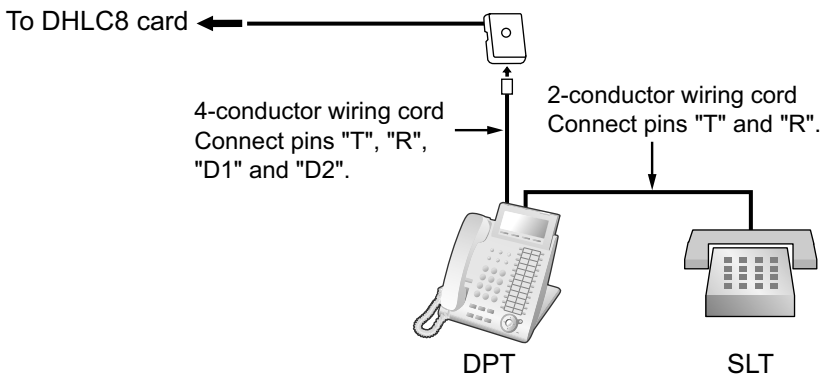 To DHLC8 card
4-conductor wiring cord
Connect pins "T", "R",
"D1" and "D2".
2-conductor wiring cord
Connect pins "T" and "R".
DPT
SLT